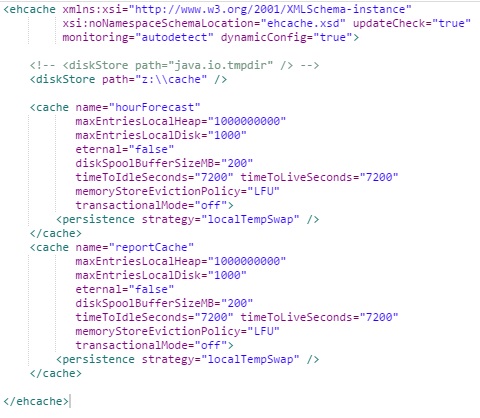 <ehcache xmlns:xsi="http://www.w3.org/2001/XMLSchema-instance"
xsi:noNamespaceSchemaLocation="ehcache.xsd" updateCheck="true"
monitoring="autodetect" dynamicConfig="true">
<!-- <diskStore path="java.io.tmpdir" /> -->
<diskStore path="z:\\cache" />
<cache name="hourForecast"
maxEntriesLocalHeap="1000000000"
maxEntriesLocalDisk="1000"
eternal="false"
diskSpoolBufferSizeMB="200"
timeToIdleSeconds="7200" timeToLiveSeconds="7200"
memoryStoreEvictionPolicy="LFU"
transactionalMode="off">
<persistence strategy="localTempSwap" />
</cache>
<cache name="reportCache"
maxEntriesLocalHeap="1000000000"
maxEntriesLocalDisk="1000"
eternal="false"
diskSpoolBufferSizeMB="200"
timeToIdleSeconds="7200" timeToLiveSeconds="7200"
memoryStoreEvictionPolicy="LFU"
transactionalMode="off">
<persistence strategy="localTempSwap" />
</cache>
</ehcache>